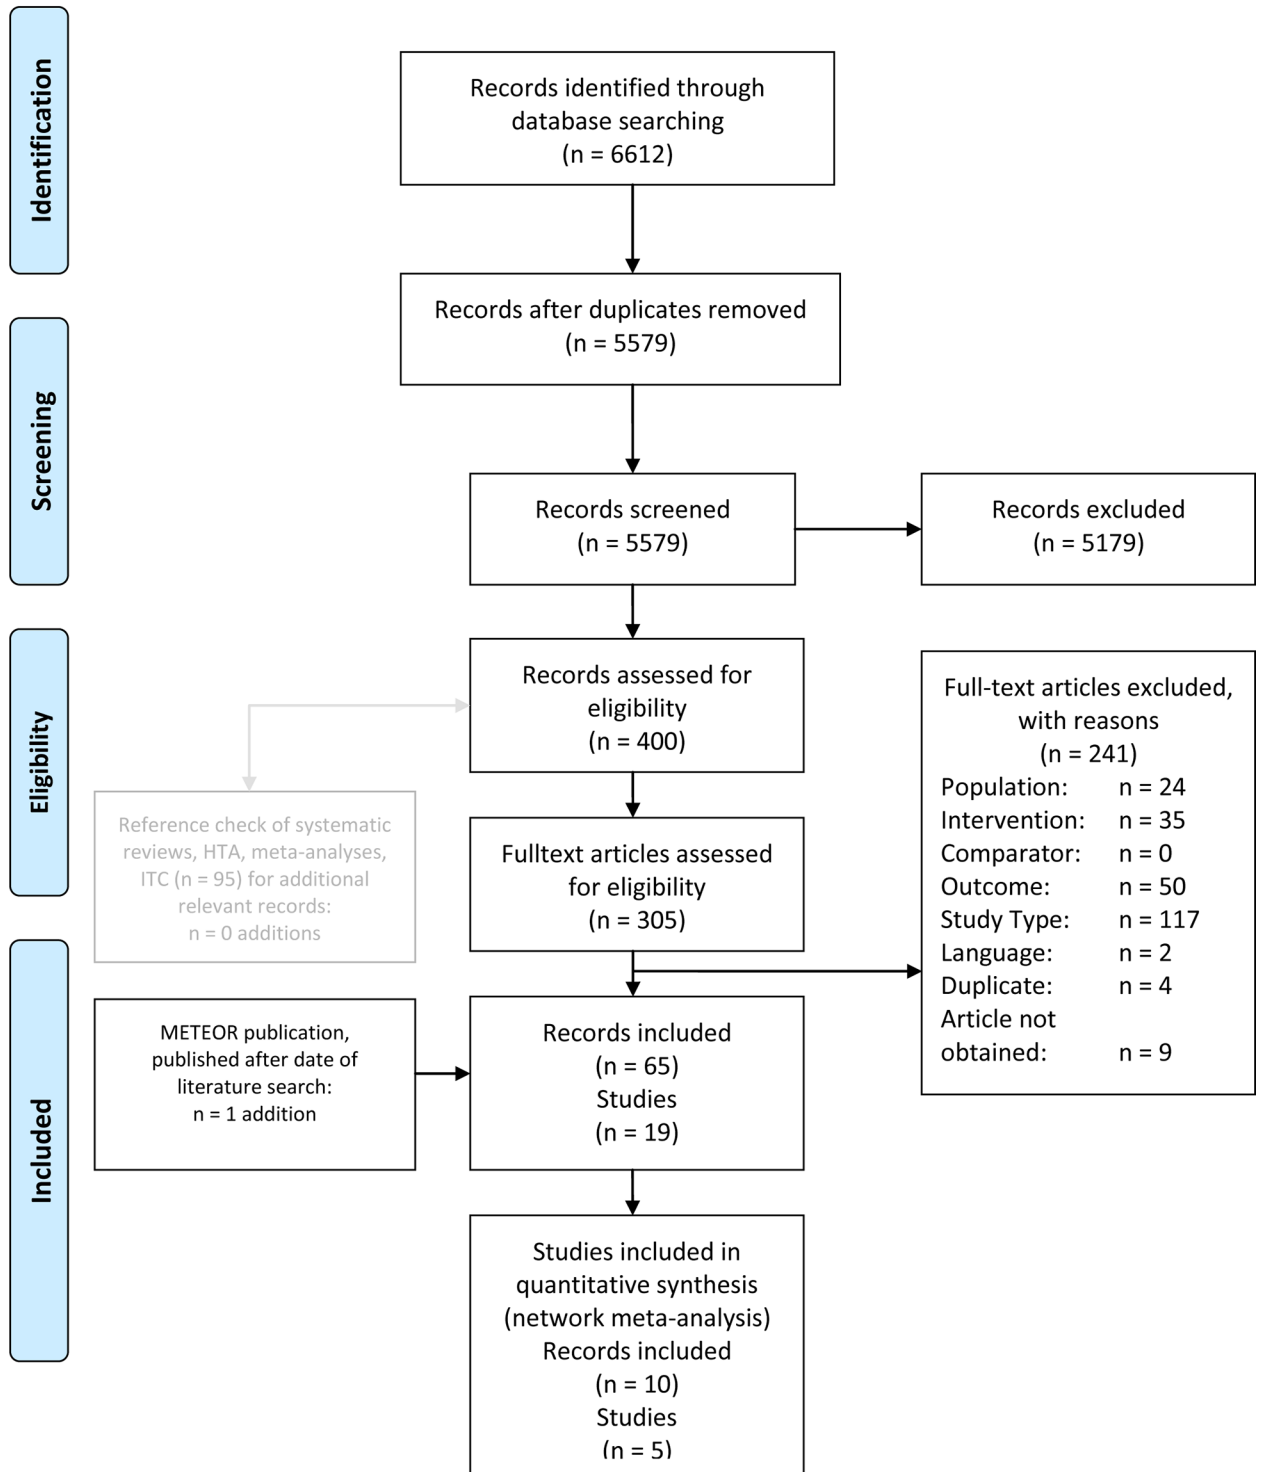 Identification
Records identified through
database searching
(n = 6612)
Records after duplicates removed
(n = 5579)
Screening
Records screened
(n = 5579)
Records excluded
(n = 5179)
Eligibility
Records assessed for
eligibility
(n = 400)
Reference check of systematic
reviews, HTA, meta-analyses,
ITC (n = 95) for additional
relevant records:
n = 0 additions
Fulltext articles assessed
for eligibility
(n = 305)
Full-text articles excluded,
with reasons
(n = 241)
Population: n = 24
Intervention: n = 35
Comparator: n = 0
Outcome: n = 50
Study Type: n = 117
Language: n = 2
Duplicate: n = 4
Article not
obtained: n = 9
Included
METEOR publication,
published after date of
literature search:
n = 1 addition
Records included
(n = 65)
Studies
(n = 19)
Studies included in
quantitative synthesis
(network meta-analysis)
Records included
(n = 10)
Studies
(n = 5)